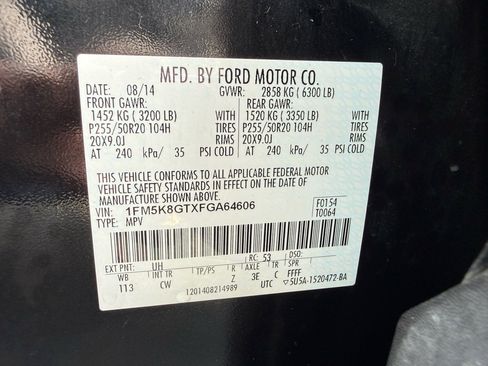 MFD. BY FORD MOTOR CO.
DATE: 08/14 GVWR: 2858 KG ( 6300 LB)
FRONT GAWR: REAR GAWR:
1452 KG ( 3200 LB) WITH 1520 KG ( 3350 LB) WITH
P255/50R20 104H TIRES P255/50R20 104H TIRES
20X9.0J RIMS 20X9.0J RIMS
AT 240 kPa/ 35 PSI COLD AT 240 kPa/ 35 PSI COLD
THIS VEHICLE CONFORMS TO ALL APPLICABLE FEDERAL MOTOR
VEHICLE SAFETY STANDARDS IN EFFECT ON THE DATE OF
MANUFACTURE SHOWN ABOVE.
VIN: 1FM5K8GTXFGA64606 F0154
TYPE: MPV T0064
EXT PNT: UH RC: 53 DSO:
WB INT TR TP/PS R AXLE TR SPR
113 CW Z 3E C FFFF
1201408214989 UTC ▽5U5A-1520472-BA